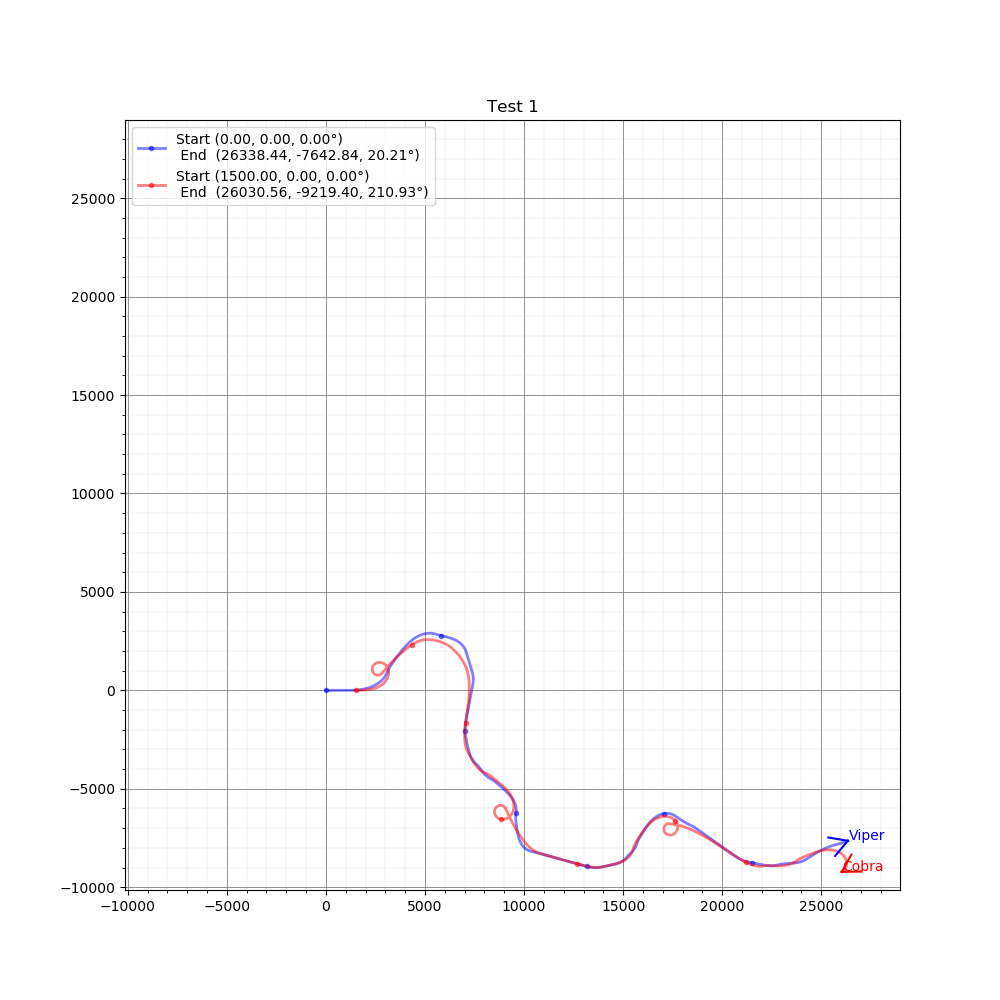 Test 1
Start (0.00, 0.00, 0.00°)
End  (26338.44, -7642.84, 20.21°)
Start (1500.00, 0.00, 0.00°)
End  (26030.56, -9219.40, 210.93°)
25000
20000
15000
10000
5000
0
−5000
−10000
Viper
Cobra
−10000 −5000 0 5000 10000 15000 20000 25000